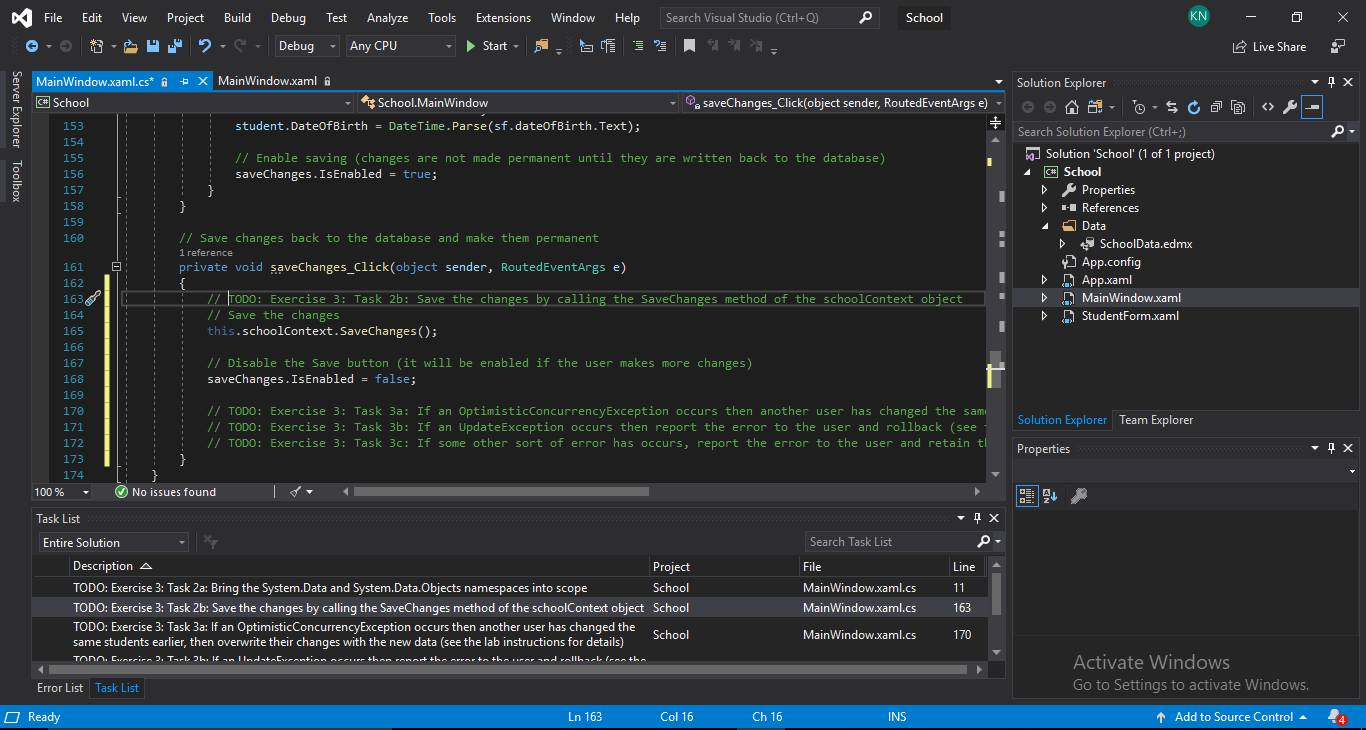 File Edit View Project Build Debug Test Analyze Tools Extensions Window Help Search Visual Studio (Ctrl+Q) School KN
Debug Any CPU Start Live Share
Server Explorer
Toolbox
MainWindow.xaml.cs* MainWindow.xaml
C# School School.MainWindow saveChanges_Click(object sender, RoutedEventArgs e)
153 student.DateOfBirth = DateTime.Parse(sf.dateOfBirth.Text);
154
155 // Enable saving (changes are not made permanent until they are written back to the database)
156 saveChanges.IsEnabled = true;
157 }
158 }
159
160 // Save changes back to the database and make them permanent
1 reference
161 private void saveChanges_Click(object sender, RoutedEventArgs e)
162 {
163 // TODO: Exercise 3: Task 2b: Save the changes by calling the SaveChanges method of the schoolContext object
164 // Save the changes
165 this.schoolContext.SaveChanges();
166
167 // Disable the Save button (it will be enabled if the user makes more changes)
168 saveChanges.IsEnabled = false;
169
170 // TODO: Exercise 3: Task 3a: If an OptimisticConcurrencyException occurs then another user has changed the same
171 // TODO: Exercise 3: Task 3b: If an UpdateException occurs then report the error to the user and rollback (see
172 // TODO: Exercise 3: Task 3c: If some other sort of error has occurs, report the error to the user and retain
173 }
174 }
100 % No issues found
Task List
Entire Solution Search Task List
Description Project File Line
TODO: Exercise 3: Task 2a: Bring the System.Data and System.Data.Objects namespaces into scope School MainWindow.xaml.cs 11
TODO: Exercise 3: Task 2b: Save the changes by calling the SaveChanges method of the schoolContext object School MainWindow.xaml.cs 163
TODO: Exercise 3: Task 3a: If an OptimisticConcurrencyException occurs then another user has changed the
same students earlier, then overwrite their changes with the new data (see the lab instructions for details) School MainWindow.xaml.cs 170
TODO: Exercise 3: Task 3b: If an UpdateException occurs then report the error to the user and rollback (see the
Error List Task List
Solution Explorer
Search Solution Explorer (Ctrl+;)
Solution 'School' (1 of 1 project)
C# School
Properties
References
Data
SchoolData.edmx
App.config
App.xaml
MainWindow.xaml
StudentForm.xaml
Solution Explorer Team Explorer
Properties
Activate Windows
Go to Settings to activate Windows.
Ready Ln 163 Col 16 Ch 16 INS Add to Source Control 4